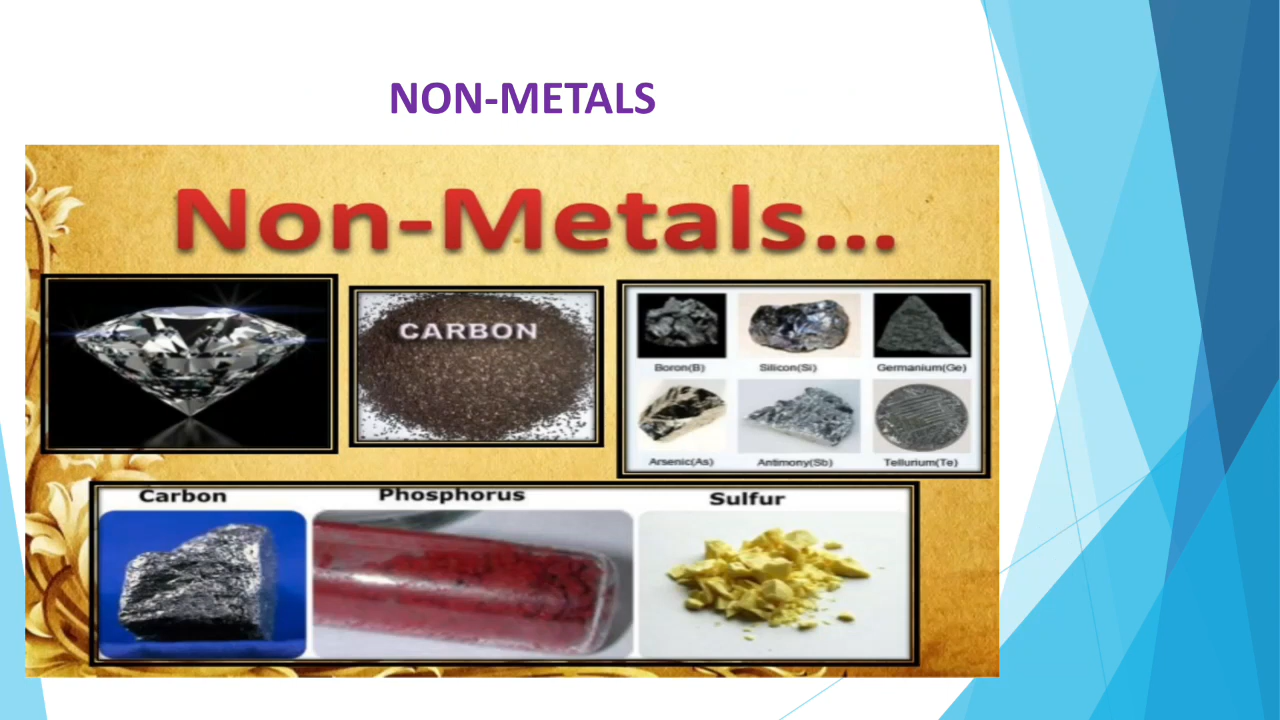 NON-METALS
Non-Metals...
CARBON
Boron(B) Silicon(Si) Germanium(Ge)
Arsenic(As) Antimony(Sb) Tellurium(Te)
Carbon Phosphorus Sulfur